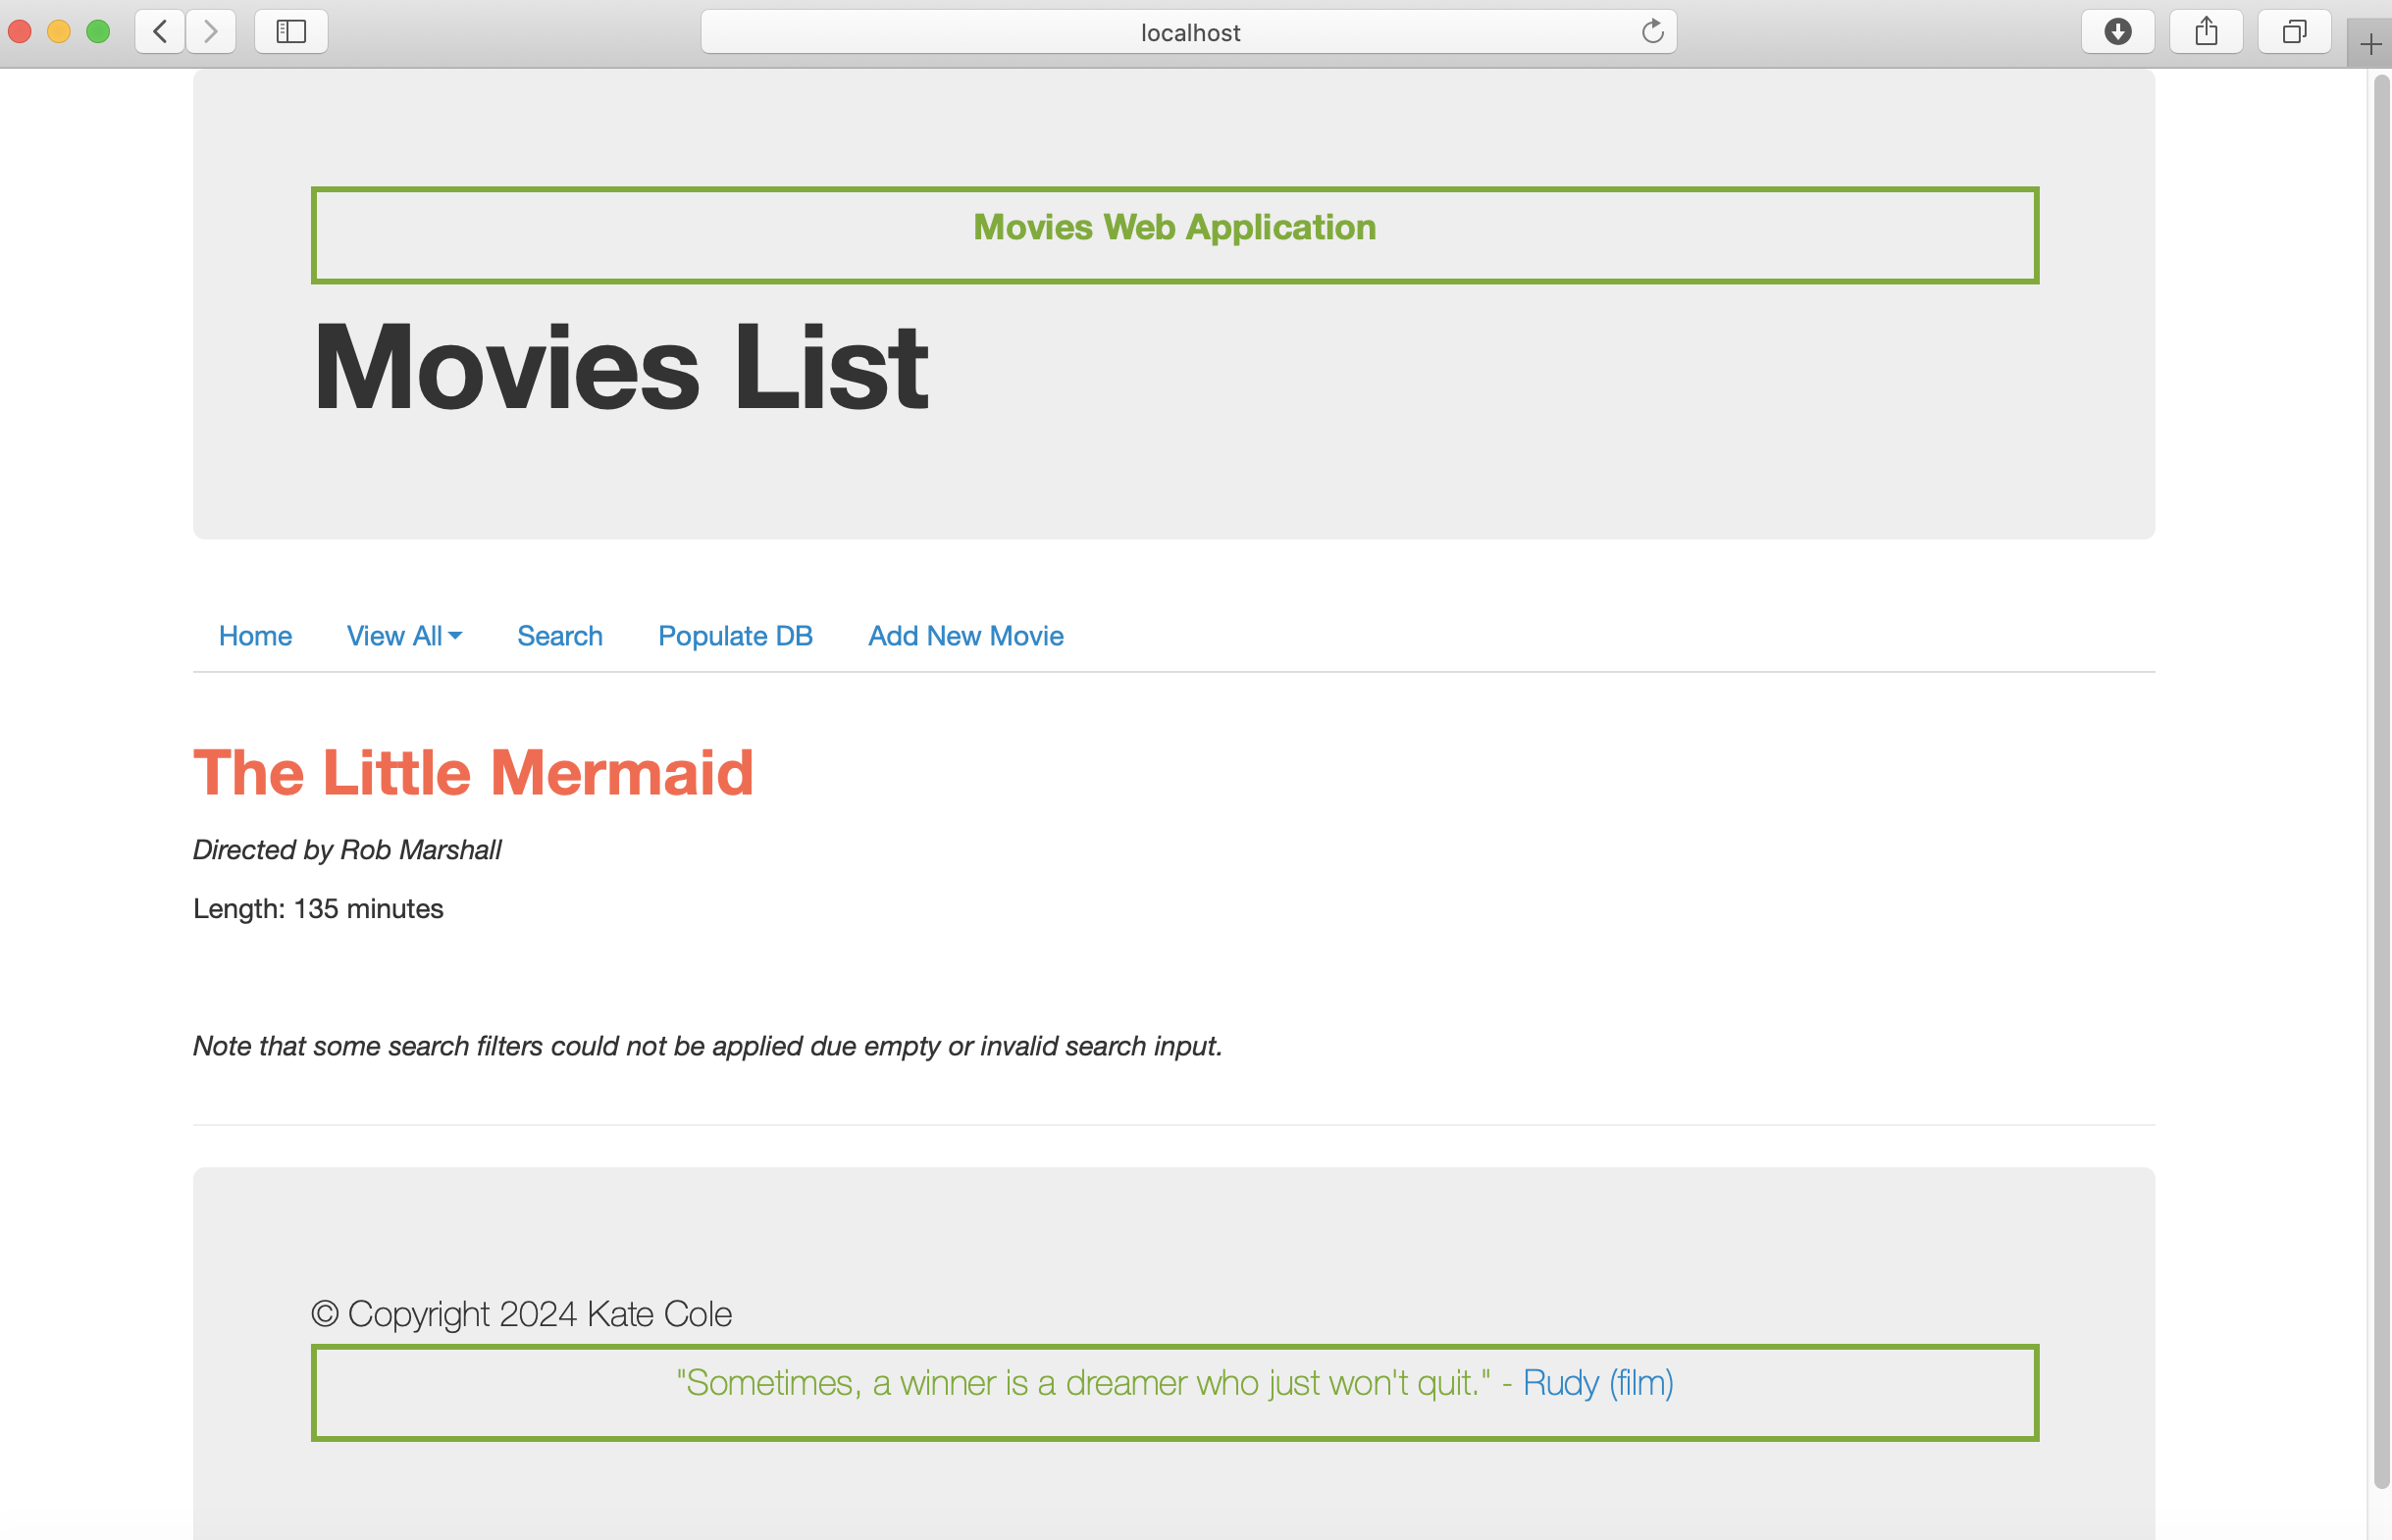 localhost
Movies Web Application
Movies List
Home View All Search Populate DB Add New Movie
The Little Mermaid
Directed by Rob Marshall
Length: 135 minutes
Note that some search filters could not be applied due empty or invalid search input.
© Copyright 2024 Kate Cole
"Sometimes, a winner is a dreamer who just won't quit." - Rudy (film)